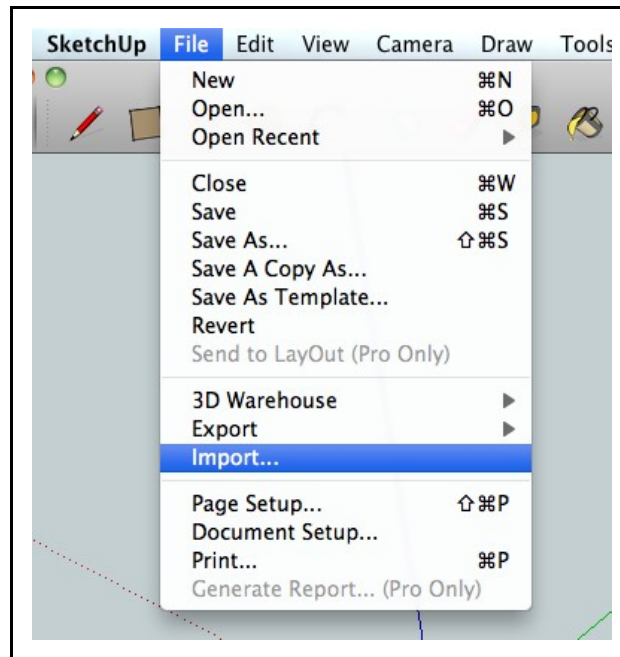 SketchUp File Edit View Camera Draw Tools
New ⌘N
Open... ⌘O
Open Recent ▶
Close ⌘W
Save ⌘S
Save As... ⇧⌘S
Save A Copy As...
Save As Template...
Revert
Send to LayOut (Pro Only)
3D Warehouse ▶
Export ▶
Import...
Page Setup... ⇧⌘P
Document Setup...
Print... ⌘P
Generate Report... (Pro Only)